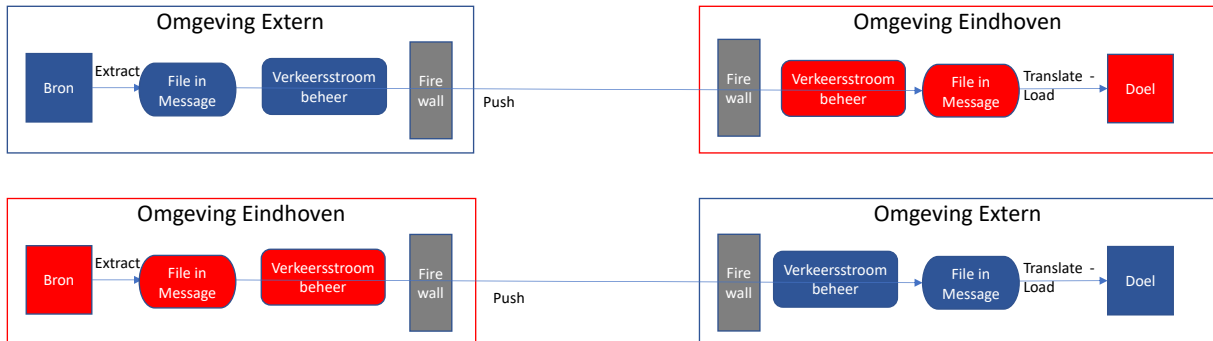 Omgeving Extern
Bron
Extract
File in
Message
Verkeersstroom
beheer
Fire
wall
Push
Omgeving Eindhoven
Fire
wall
Verkeersstroom
beheer
File in
Message
Translate -
Load
Doel
Omgeving Eindhoven
Bron
Extract
File in
Message
Verkeersstroom
beheer
Fire
wall
Push
Omgeving Extern
Fire
wall
Verkeersstroom
beheer
File in
Message
Translate -
Load
Doel